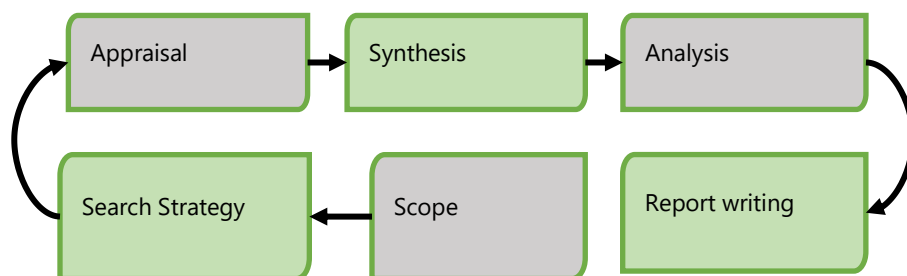 Appraisal
Synthesis
Analysis
Search Strategy
Scope
Report writing